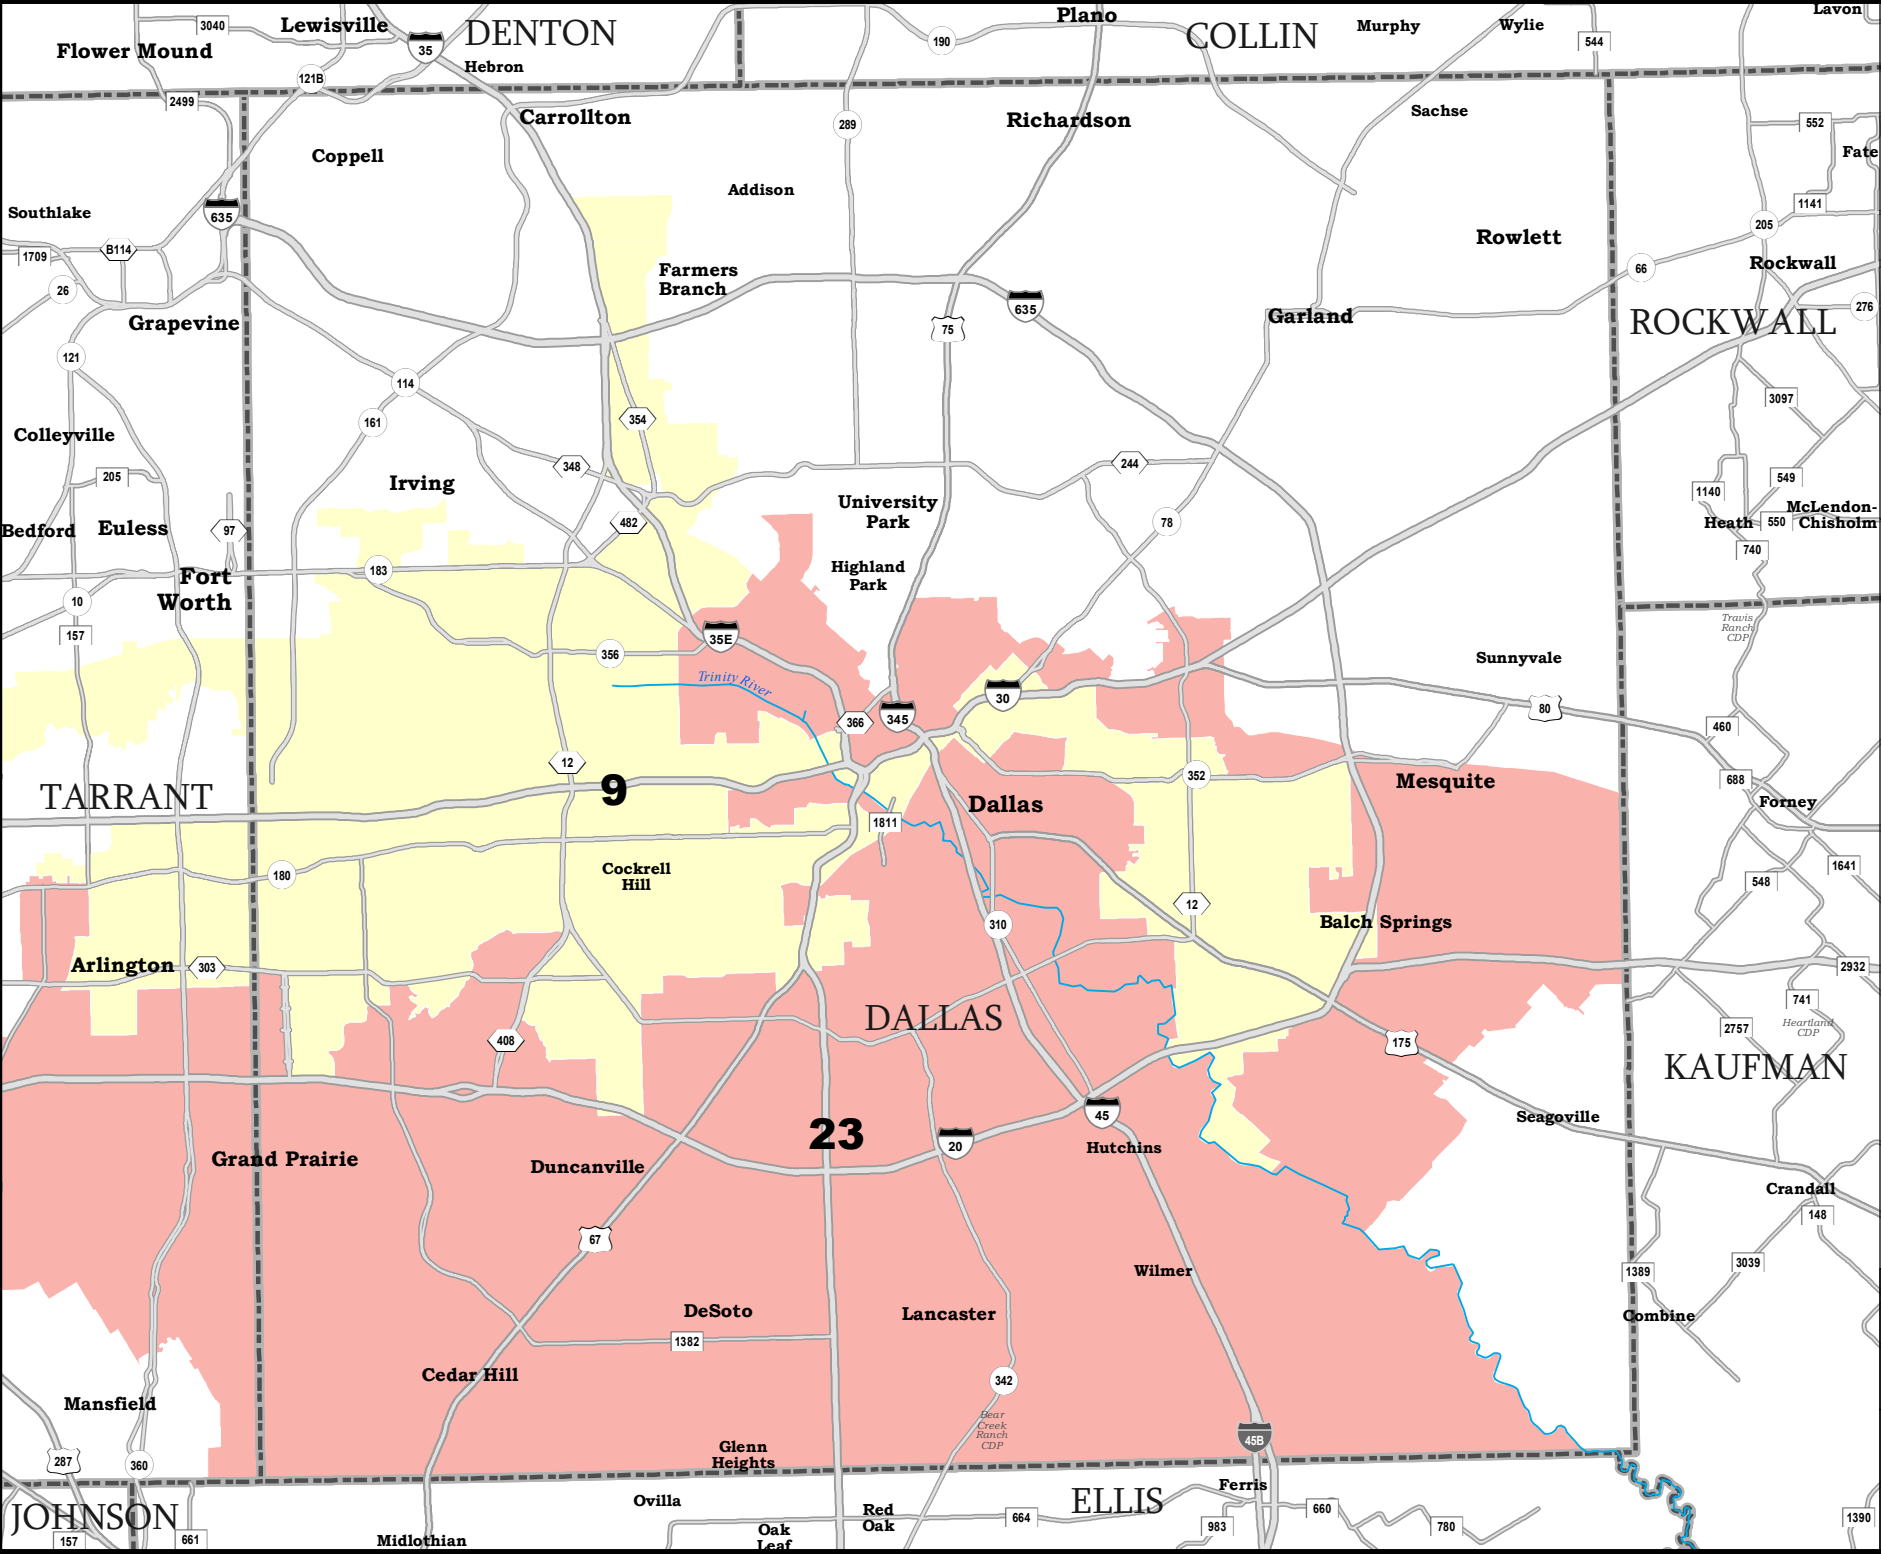 Lavon
3040
Lewisville
DENTON
Plano
COLLIN
Murphy
Wylie
Flower Mound
35
190
544
Hebron
121B
2499
Carrollton
289
Richardson
Sachse
552
Coppell
Fate
Addison
Southlake
635
1141
205
1709
B114
Rowlett
66
Rockwall
Farmers
Branch
26
635
276
Grapevine
75
Garland
ROCKWALL
121
114
3097
161
354
Colleyville
348
244
205
Irving
549
1140
University
Park
McLendon-
Chisholm
Bedford
Euless
97
482
78
Heath
550
740
Fort
Worth
183
Highland
Park
10
157
Travis
Ranch
CDP
35E
356
Sunnyvale
Trinity River
30
80
366
345
460
12
352
688
TARRANT
9
Mesquite
Dallas
Forney
1811
180
Cockrell
Hill
1641
548
12
310
Balch Springs
Arlington
303
2932
741
DALLAS
Heartland
CDP
2757
408
175
KAUFMAN
45
Seagoville
23
20
Hutchins
Grand Prairie
Duncanville
Crandall
148
67
Wilmer
1389
3039
DeSoto
Lancaster
Combine
1382
Cedar Hill
342
Mansfield
Bear
Creek
Ranch
CDP
45B
Glenn
Heights
287
360
Ferris
Ovilla
ELLIS
JOHNSON
Red
Oak
664
660
983
780
1390
Oak
Leaf
157
661
Midlothian